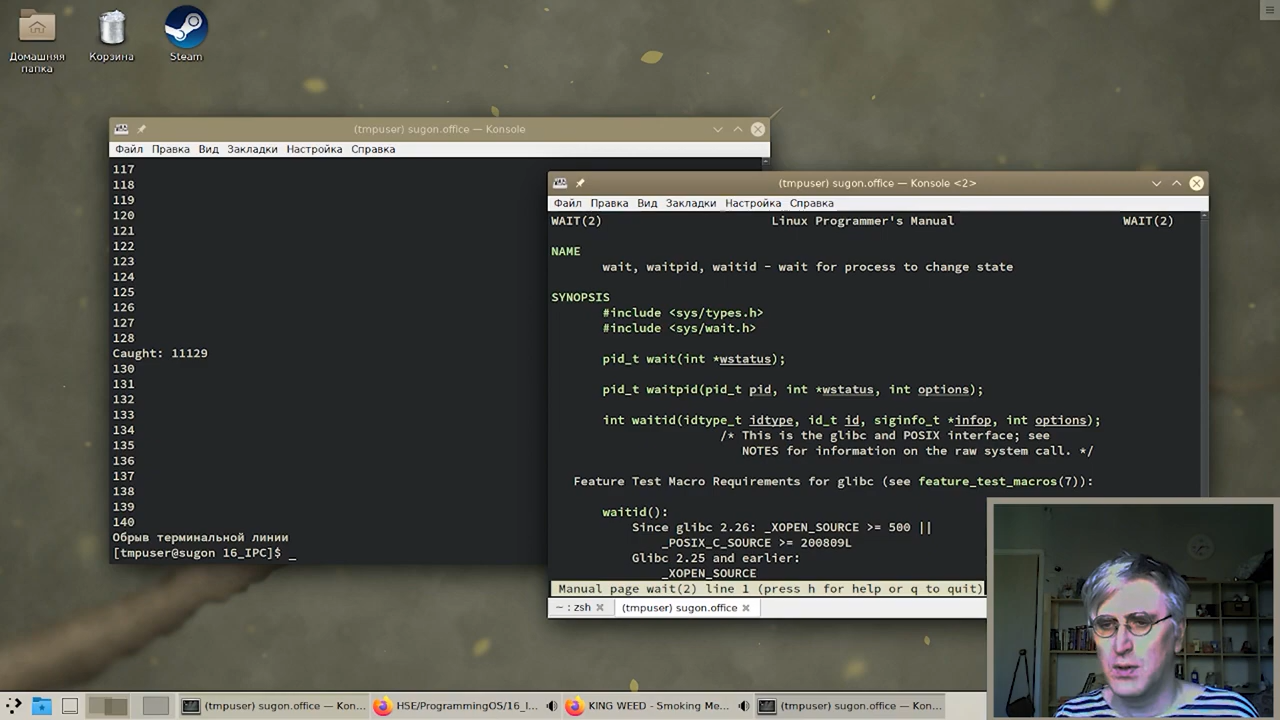 Домашняя
папка
Корзина
Steam
(tmpuser) sugon.office — Konsole
Файл Правка Вид Закладки Настройка Справка
117
118
119
120
121
122
123
124
125
126
127
128
Caught: 11129
130
131
132
133
134
135
136
137
138
139
140
Обрыв терминальной линии
[tmpuser@sugon 16_IPC]$ _
(tmpuser) sugon.office — Konsole <2>
Файл Правка Вид Закладки Настройка Справка
WAIT(2) Linux Programmer's Manual WAIT(2)
NAME
wait, waitpid, waitid - wait for process to change state
SYNOPSIS
#include <sys/types.h>
#include <sys/wait.h>
pid_t wait(int *wstatus);
pid_t waitpid(pid_t pid, int *wstatus, int options);
int waitid(idtype_t idtype, id_t id, siginfo_t *infop, int options);
/* This is the glibc and POSIX interface; see
NOTES for information on the raw system call. */
Feature Test Macro Requirements for glibc (see feature_test_macros(7)):
waitid():
Since glibc 2.26: _XOPEN_SOURCE >= 500 ||
_POSIX_C_SOURCE >= 200809L
Glibc 2.25 and earlier:
_XOPEN_SOURCE
Manual page wait(2) line 1 (press h for help or q to quit)
~ : zsh (tmpuser) sugon.office
(tmpuser) sugon.office — Kon... HSE/ProgrammingOS/16_I... KING WEED - Smoking Me... (tmpuser) sugon.office — Kon...